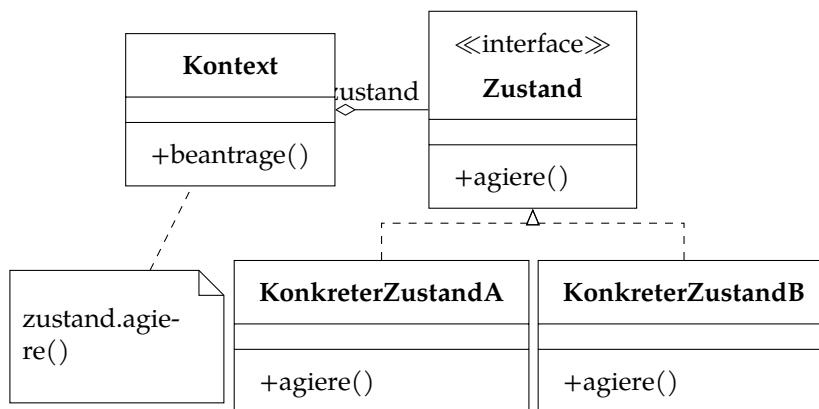 ≪interface≫
Kontext
Zustand
zustand
+beantrage()
+agiere()
KonkreterZustandA
KonkreterZustandB
zustand.agie-
re()
+agiere()
+agiere()